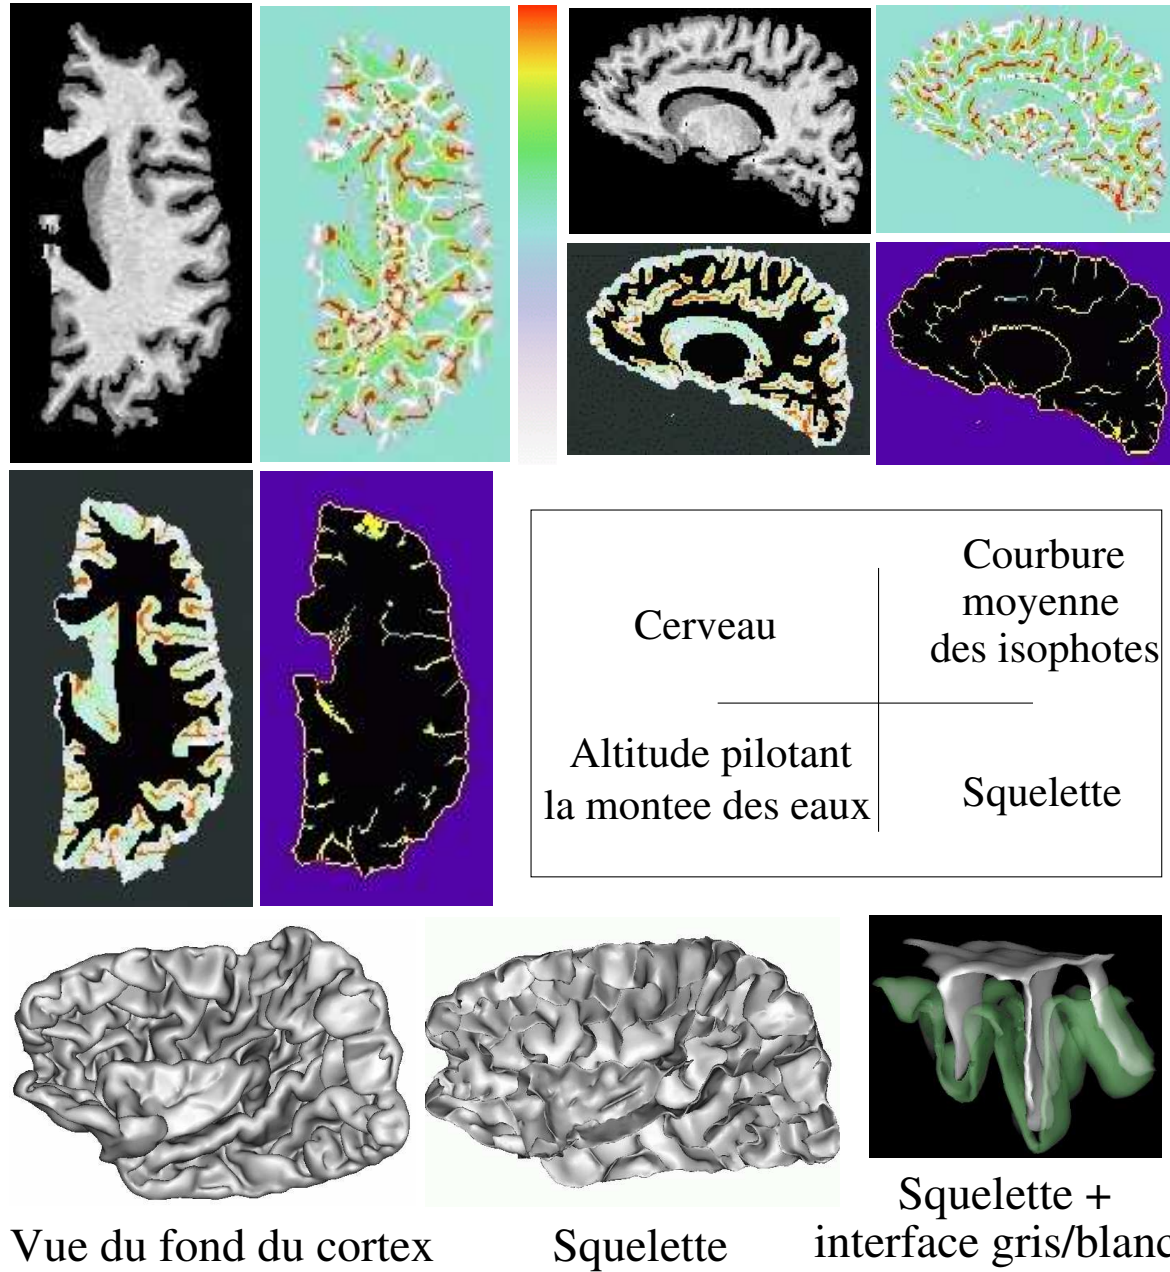 Cerveau
Courbure
moyenne
des isophotes
Altitude pilotant
la montee des eaux
Squelette
Vue du fond du cortex
Squelette
Squelette +
interface gris/blanc